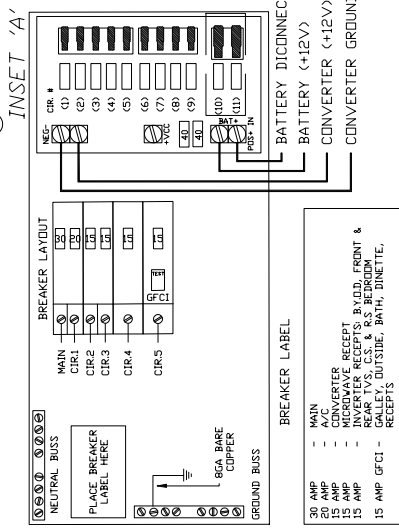 INSET 'A'
CIR. #
(1)
(2)
(3)
(4)
(5)
(6)
(7)
(8)
(9)
(10)
(11)
NEG-
+VCC
40
40
BAT+
POS+ IN
BATTERY DICONNEC
BATTERY (+12V)
CONVERTER (+12V)
CONVERTER GROUN
BREAKER LAYOUT
30
20
15
15
15
15
TEST
GFCI
MAIN
CIR.1
CIR.2
CIR.3
CIR.4
CIR.5
NEUTRAL BUSS
PLACE BREAKER
LABEL HERE
8GA BARE
COPPER
GROUND BUSS
BREAKER LABEL
30 AMP - MAIN
20 AMP - A/C
15 AMP - CONVERTER
15 AMP - MICROWAVE RECEPT
15 AMP - INVERTER RECEPTS: B.Y.O.D, FRONT &
REAR TVS, C.S. & R.S BEDROOM
15 AMP GFCI - GALLEY, OUTSIDE, BATH, DINETTE,
RECEPTS